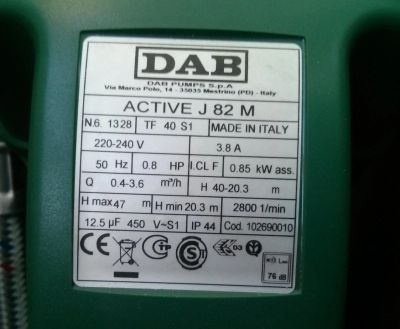 DAB
DAB PUMPS S.p.A.
Via Marco Polo, 14 - 35035 Mestrino (PD) - Italy
ACTIVE J 82 M
N.6. 1328 TF 40 S1 MADE IN ITALY
220-240 V 3.8 A
50 Hz 0.8 HP I.CL F 0.85 kW ass.
Q 0.4-3.6 m³/h H 40-20.3 m
H max 47 m H min 20.3 m 2800 1/min
12.5 µF 450 V~S1 IP 44 Cod. 102690010
CE 03
76 dB